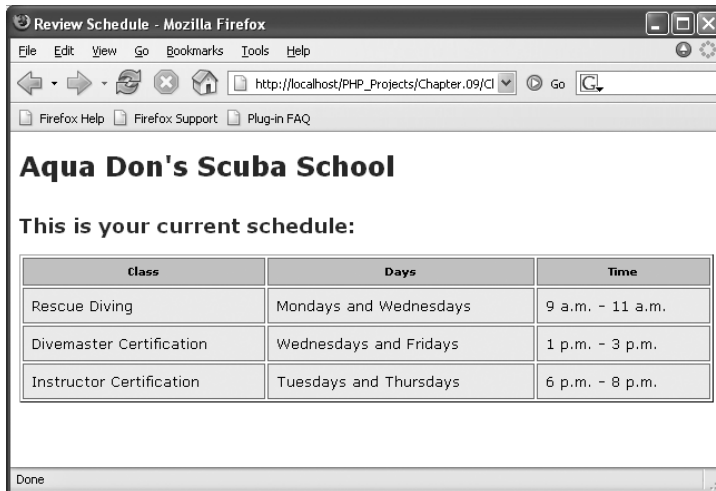 Review Schedule - Mozilla Firefox
File Edit View Go Bookmarks Tools Help
http://localhost/PHP_Projects/Chapter.09/Cl Go G
Firefox Help Firefox Support Plug-in FAQ
Aqua Don's Scuba School
This is your current schedule:
Class Days Time
Rescue Diving Mondays and Wednesdays 9 a.m. - 11 a.m.
Divemaster Certification Wednesdays and Fridays 1 p.m. - 3 p.m.
Instructor Certification Tuesdays and Thursdays 6 p.m. - 8 p.m.
Done